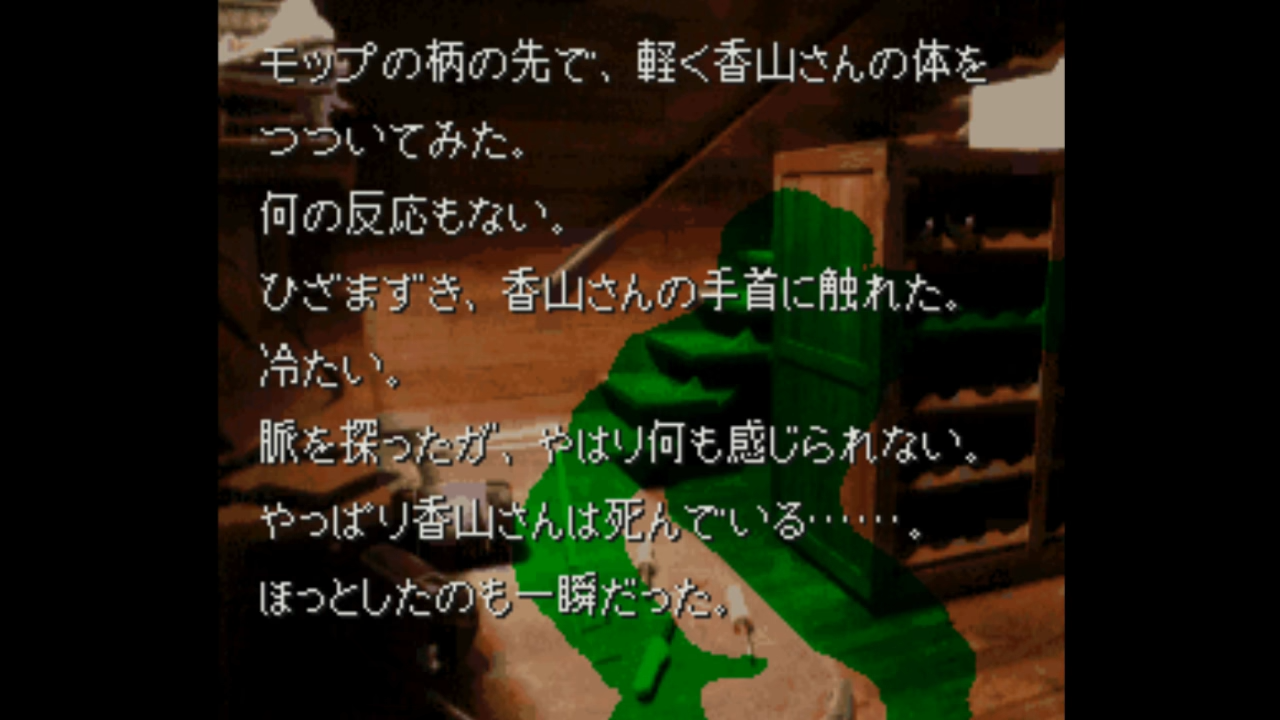 モップの柄の先で、軽く香山さんの体を
つついてみた。
何の反応もない。
ひざまずき、香山さんの手首に触れた。
冷たい。
脈を探ったが、やはり何も感じられない。
やっぱり香山さんは死んでいる……。
ほっとしたのも一瞬だった。